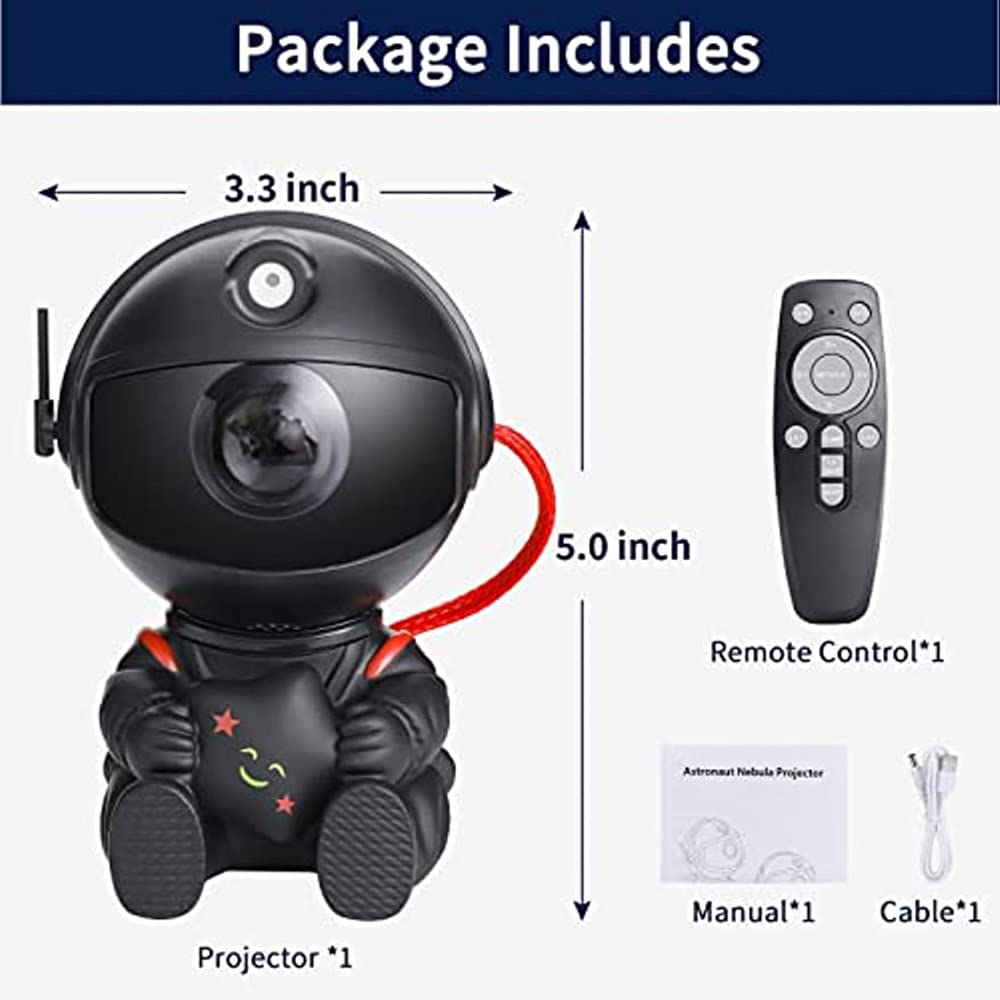 Package Includes
3.3 inch
5.0 inch
Remote Control*1
Astronaut Nebula Projector
Manual*1
Cable*1
Projector *1